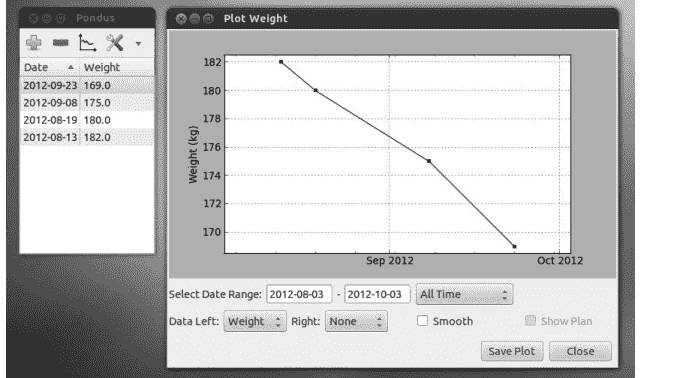 Pondus
Date Weight
2012-09-23 169.0
2012-09-08 175.0
2012-08-19 180.0
2012-08-13 182.0
Plot Weight
182
180
178
176
174
172
170
Weight (kg)
Sep 2012 Oct 2012
Select Date Range: 2012-08-03 - 2012-10-03 All Time
Data Left: Weight Right: None Smooth Show Plan
Save Plot Close